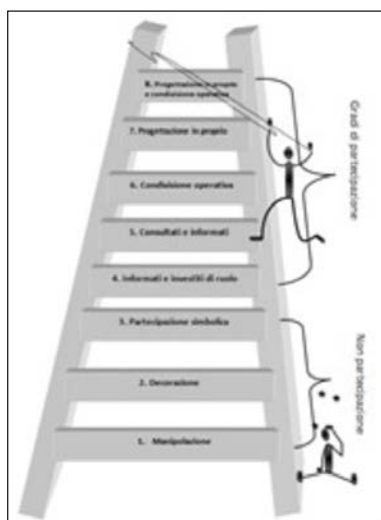 8. Progettazione in proprio
e condivisione operativa
7. Progettazione in proprio
6. Condivisione operativa
5. Consultati e informati
4. Informati e investiti di ruolo
3. Partecipazione simbolica
2. Decorazione
1. Manipolazione
Gradi di partecipazione
Non partecipazione